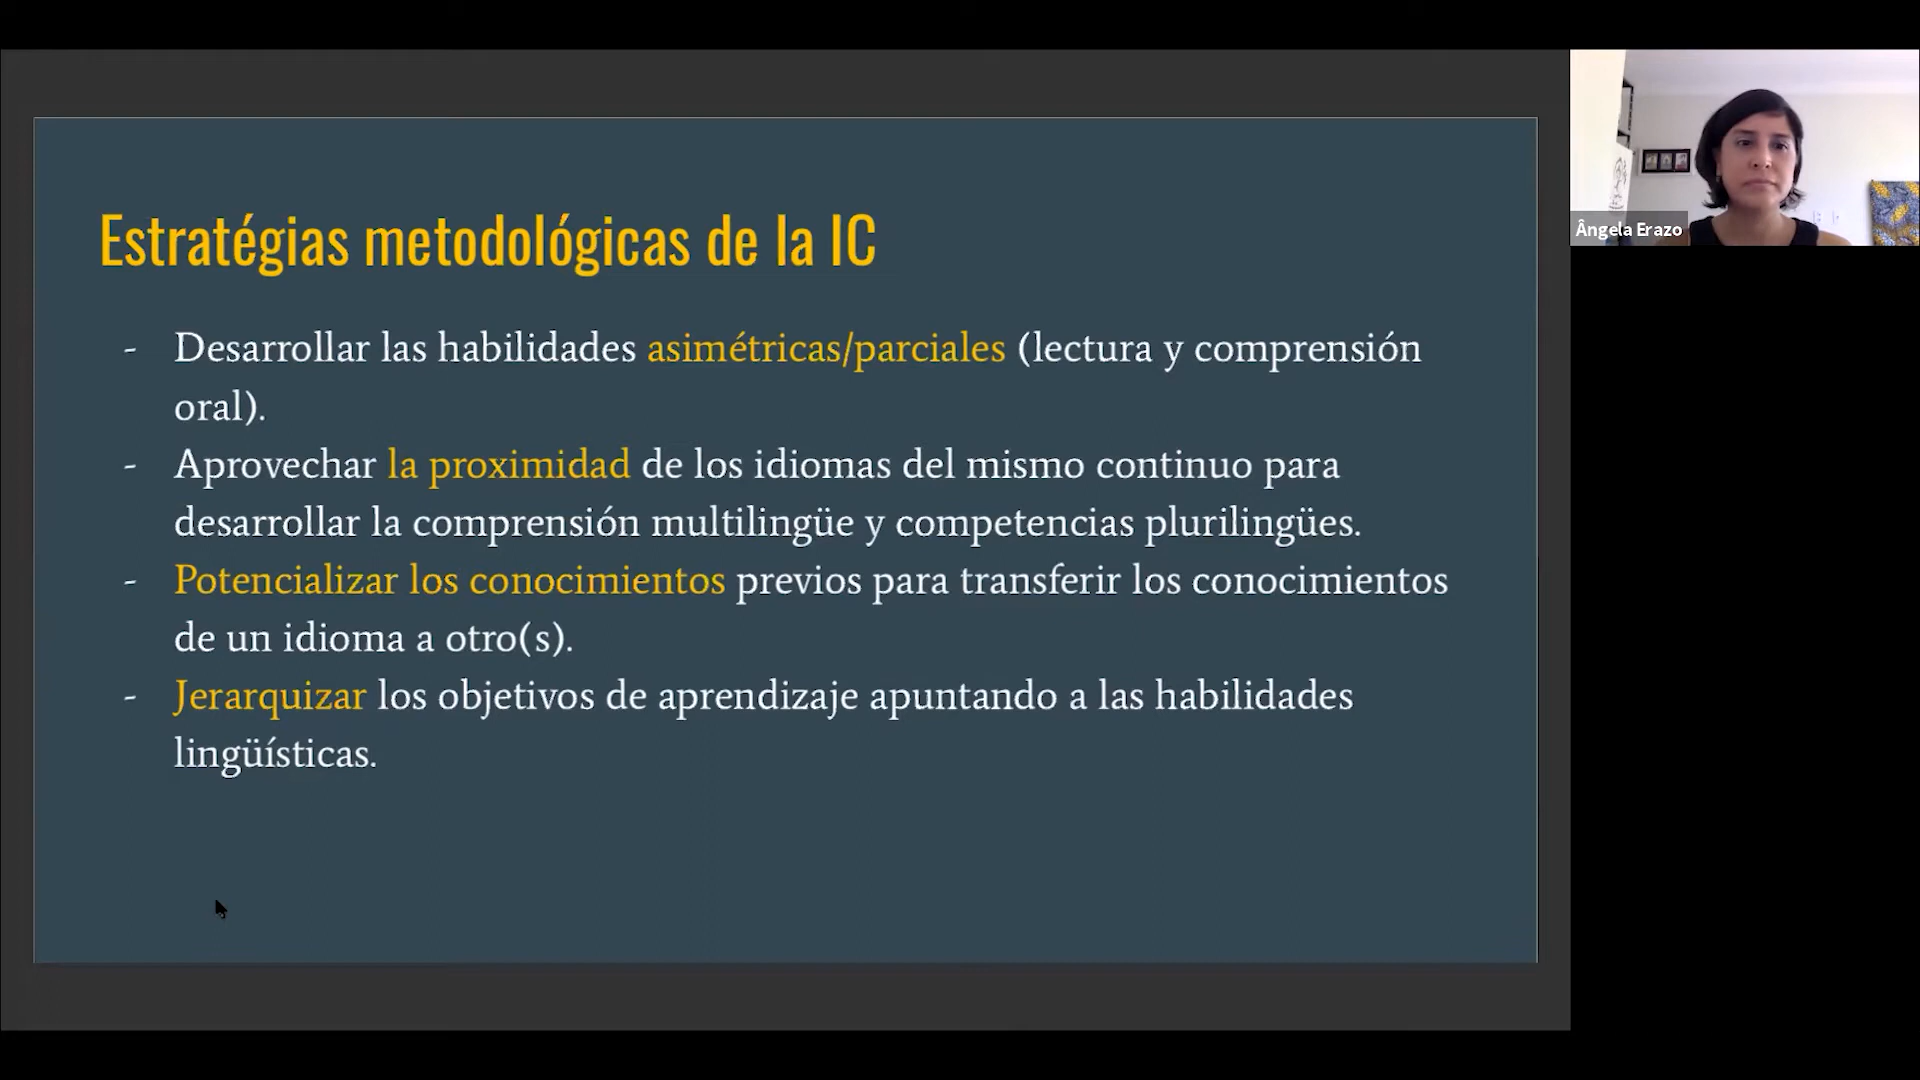 Estratégias metodológicas de la IC
- Desarrollar las habilidades asimétricas/parciales (lectura y comprensión
oral).
- Aprovechar la proximidad de los idiomas del mismo continuo para
desarrollar la comprensión multilingüe y competencias plurilingües.
- Potencializar los conocimientos previos para transferir los conocimientos
de un idioma a otro(s).
- Jerarquizar los objetivos de aprendizaje apuntando a las habilidades
lingüísticas.
Ângela Erazo